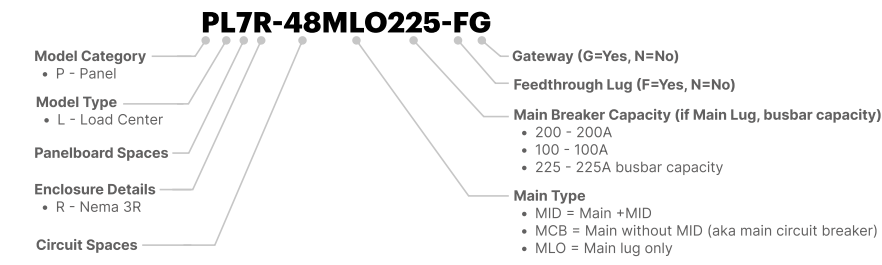 PL7R-48MLO225-FG
Model Category
• P - Panel
Model Type
• L - Load Center
Panelboard Spaces
Enclosure Details
• R - Nema 3R
Circuit Spaces
Gateway (G=Yes, N=No)
Feedthrough Lug (F=Yes, N=No)
Main Breaker Capacity (if Main Lug, busbar capacity)
• 200 - 200A
• 100 - 100A
• 225 - 225A busbar capacity
Main Type
• MID = Main +MID
• MCB = Main without MID (aka main circuit breaker)
• MLO = Main lug only